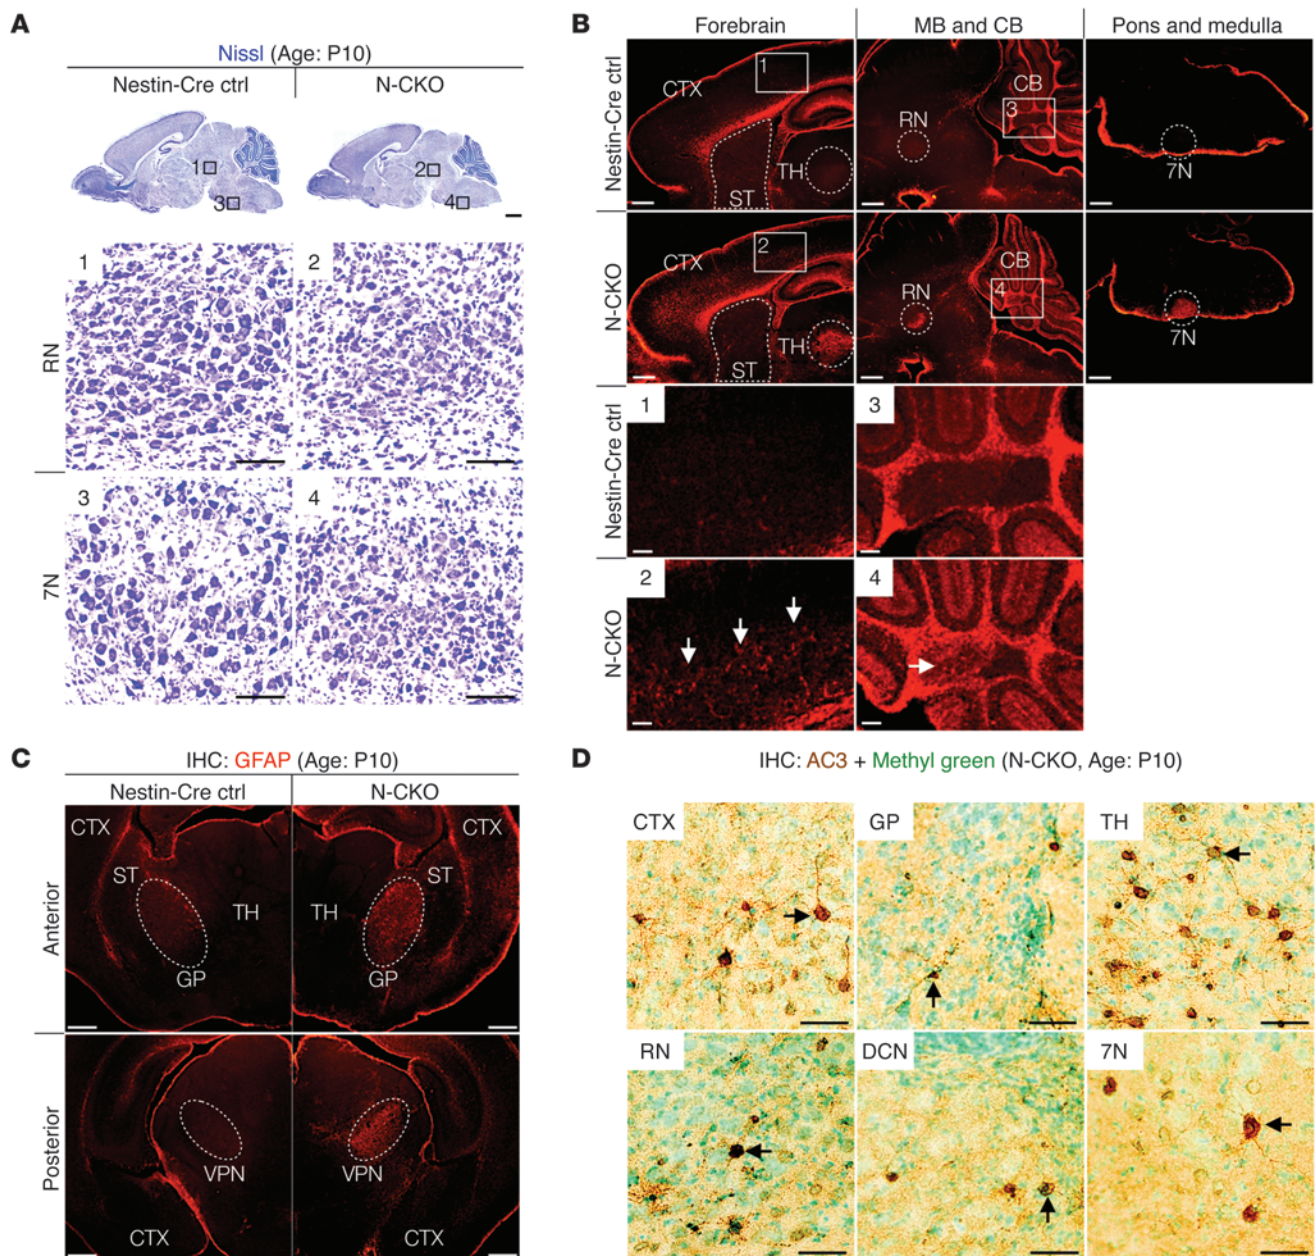 A
Nissl (Age: P10)
Nestin-Cre ctrl N-CKO
1 2
3 4
RN
1 2
7N
3 4
B
Forebrain MB and CB Pons and medulla
Nestin-Cre ctrl
CTX 1 TH ST
RN CB 3
7N
N-CKO
CTX 2 TH ST
RN CB 4
7N
Nestin-Cre ctrl
1 3
N-CKO
2 4
C
IHC: GFAP (Age: P10)
Nestin-Cre ctrl N-CKO
Anterior
CTX CTX
ST ST
TH TH
GP GP
Posterior
VPN VPN
CTX CTX
D
IHC: AC3 + Methyl green (N-CKO, Age: P10)
CTX GP TH
RN DCN 7N